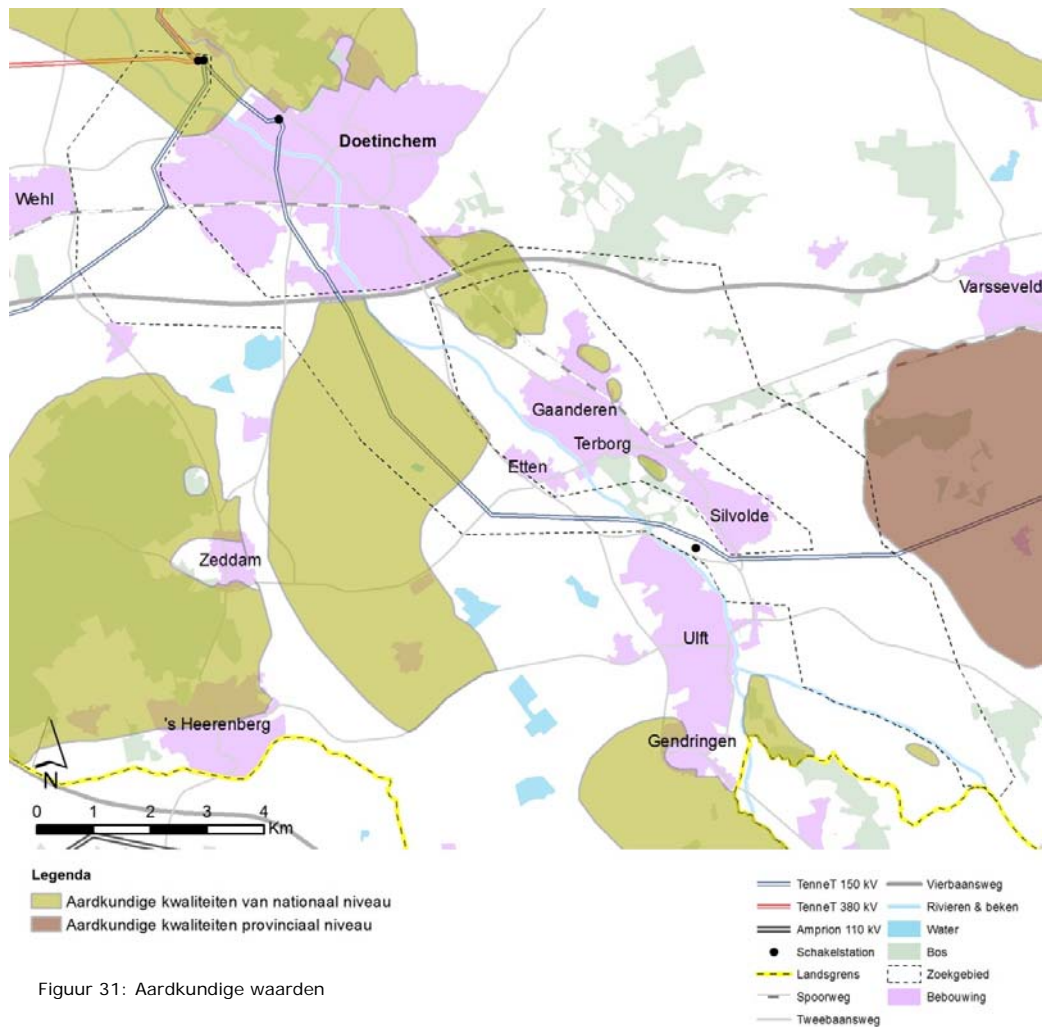 Doetinchem
Wehl
Varsseveld
Gaanderen
Terborg
Etten
Silvolde
Zeddam
Ulft
's Heerenberg
Gendringen
N
0 1 2 3 4
Km
Legenda
Aardkundige kwaliteiten van nationaal niveau
Aardkundige kwaliteiten provinciaal niveau
TenneT 150 kV
TenneT 380 kV
Amprion 110 kV
Schakelstation
Landsgrens
Spoorweg
Tweebaansweg
Vierbaansweg
Rivieren & beken
Water
Bos
Zoekgebied
Bebouwing
Figuur 31: Aardkundige waarden